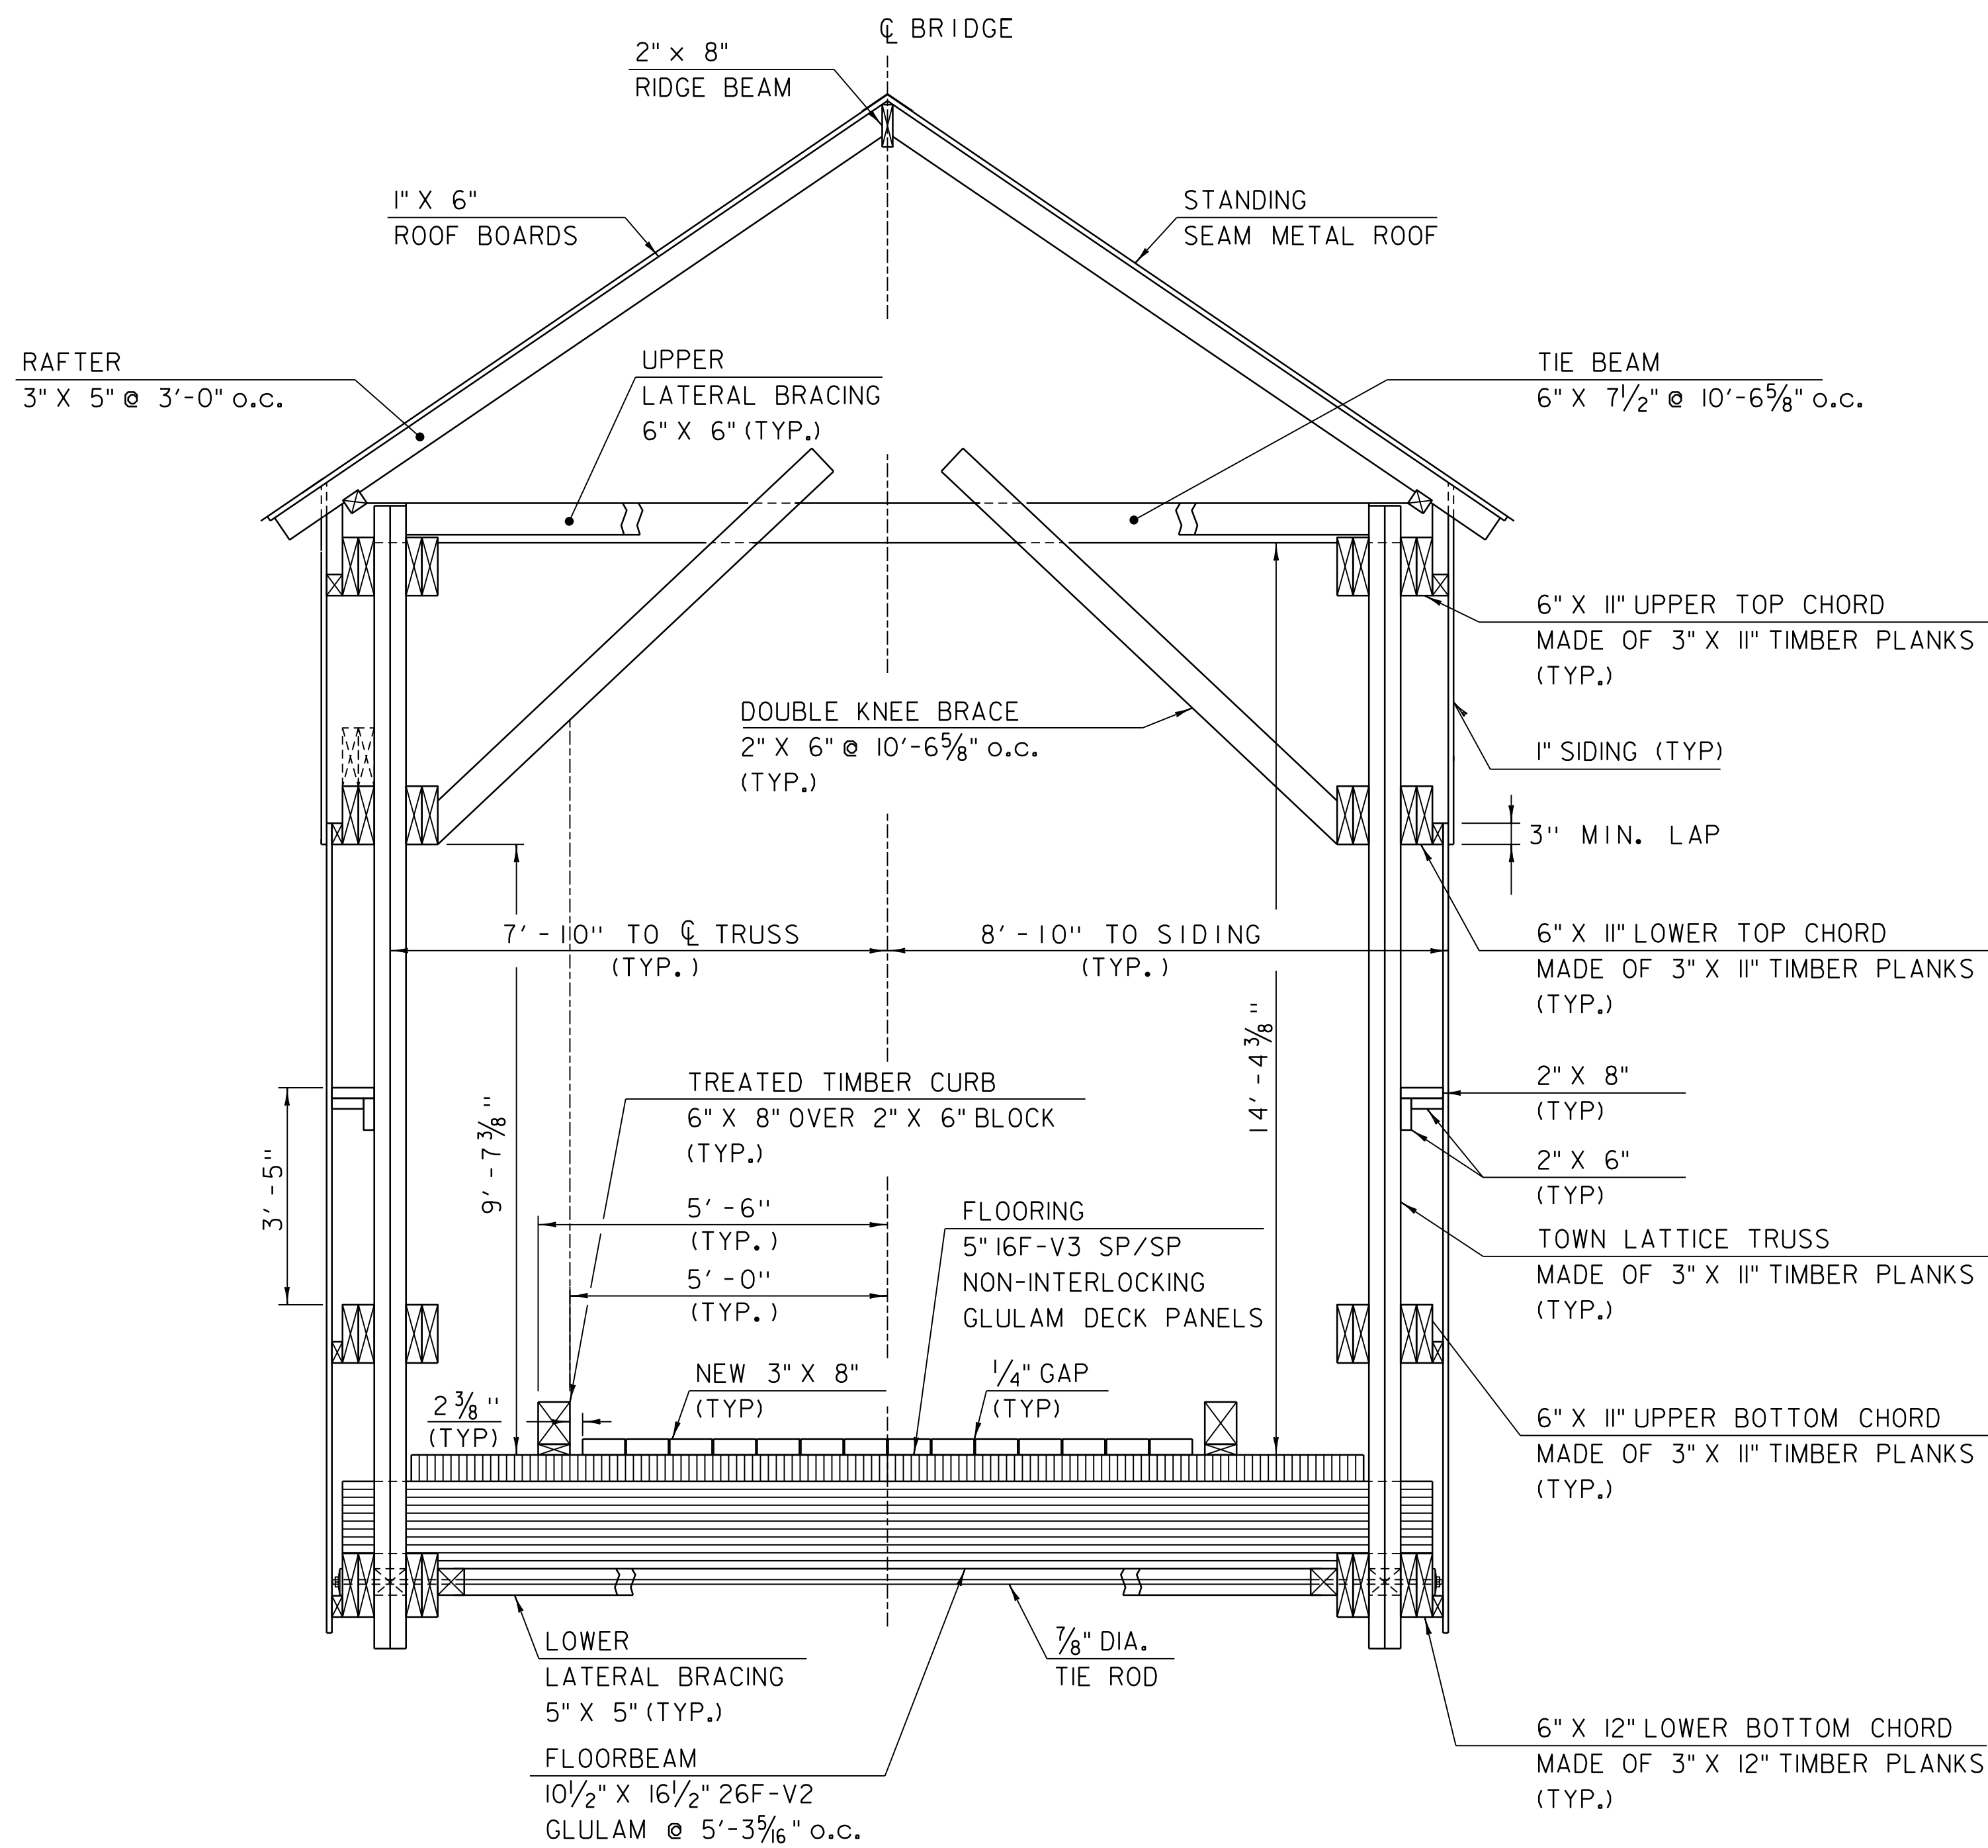 ℄ BRIDGE
2" x 8"
RIDGE BEAM
1" X 6"
ROOF BOARDS
STANDING
SEAM METAL ROOF
RAFTER
3" X 5" @ 3'-0" o.c.
UPPER
LATERAL BRACING
6" X 6" (TYP.)
TIE BEAM
6" X 7½" @ 10'-6⅝" o.c.
6" X 11" UPPER TOP CHORD
MADE OF 3" X 11" TIMBER PLANKS
(TYP.)
DOUBLE KNEE BRACE
2" X 6" @ 10'-6⅝" o.c.
(TYP.)
1" SIDING (TYP)
3" MIN. LAP
7'-10" TO ℄ TRUSS
(TYP.)
8'-10" TO SIDING
(TYP.)
6" X 11" LOWER TOP CHORD
MADE OF 3" X 11" TIMBER PLANKS
(TYP.)
14'-4⅜"
9'-7⅜"
3'-5"
TREATED TIMBER CURB
6" X 8" OVER 2" X 6" BLOCK
(TYP.)
2" X 8"
(TYP)
2" X 6"
(TYP)
5'-6"
(TYP.)
5'-0"
(TYP.)
FLOORING
5" 16F-V3 SP/SP
NON-INTERLOCKING
GLULAM DECK PANELS
TOWN LATTICE TRUSS
MADE OF 3" X 11" TIMBER PLANKS
(TYP.)
2⅜"
(TYP)
NEW 3" X 8"
(TYP)
¼" GAP
(TYP)
6" X 11" UPPER BOTTOM CHORD
MADE OF 3" X 11" TIMBER PLANKS
(TYP.)
LOWER
LATERAL BRACING
5" X 5" (TYP.)
⅞" DIA.
TIE ROD
6" X 12" LOWER BOTTOM CHORD
MADE OF 3" X 12" TIMBER PLANKS
(TYP.)
FLOORBEAM
10½" X 16½" 26F-V2
GLULAM @ 5'-3⁵⁄₁₆" o.c.